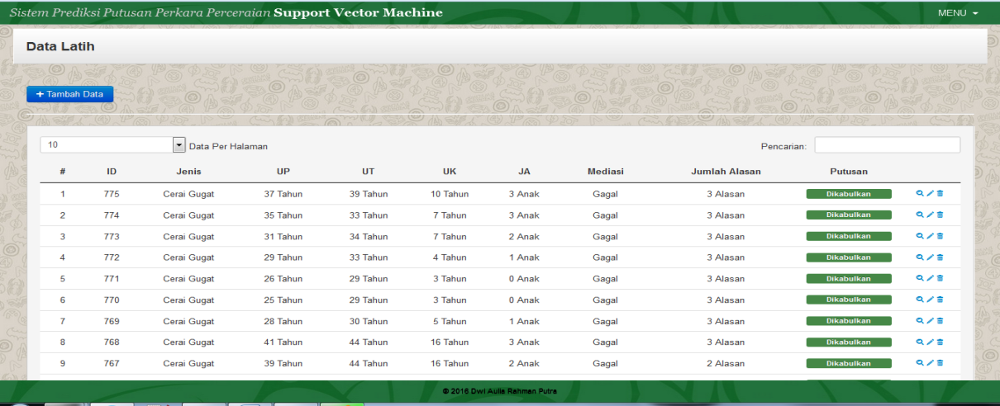 Sistem Prediksi Putusan Perkara Perceraian Support Vector Machine MENU
Data Latih
+ Tambah Data
10 Data Per Halaman Pencarian:
# ID Jenis UP UT UK JA Mediasi Jumlah Alasan Putusan
1 775 Cerai Gugat 37 Tahun 39 Tahun 10 Tahun 3 Anak Gagal 3 Alasan Dikabulkan
2 774 Cerai Gugat 35 Tahun 33 Tahun 7 Tahun 3 Anak Gagal 3 Alasan Dikabulkan
3 773 Cerai Gugat 31 Tahun 34 Tahun 7 Tahun 2 Anak Gagal 3 Alasan Dikabulkan
4 772 Cerai Gugat 29 Tahun 33 Tahun 4 Tahun 1 Anak Gagal 3 Alasan Dikabulkan
5 771 Cerai Gugat 26 Tahun 29 Tahun 3 Tahun 0 Anak Gagal 3 Alasan Dikabulkan
6 770 Cerai Gugat 25 Tahun 29 Tahun 3 Tahun 0 Anak Gagal 3 Alasan Dikabulkan
7 769 Cerai Gugat 28 Tahun 30 Tahun 5 Tahun 1 Anak Gagal 3 Alasan Dikabulkan
8 768 Cerai Gugat 41 Tahun 44 Tahun 16 Tahun 3 Anak Gagal 3 Alasan Dikabulkan
9 767 Cerai Gugat 39 Tahun 44 Tahun 16 Tahun 2 Anak Gagal 2 Alasan Dikabulkan
© 2016 Dwi Aulia Rahman Putra